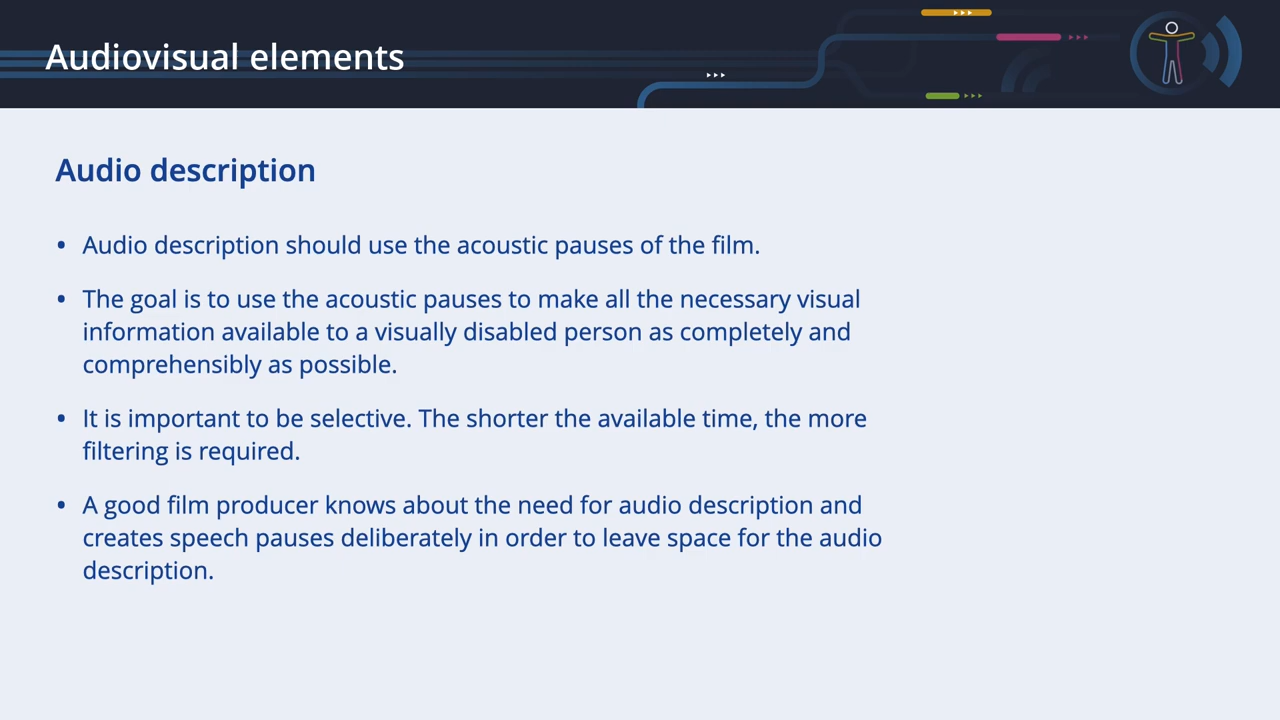 Audiovisual elements
Audio description
• Audio description should use the acoustic pauses of the film.
• The goal is to use the acoustic pauses to make all the necessary visual
information available to a visually disabled person as completely and
comprehensibly as possible.
• It is important to be selective. The shorter the available time, the more
filtering is required.
• A good film producer knows about the need for audio description and
creates speech pauses deliberately in order to leave space for the audio
description.